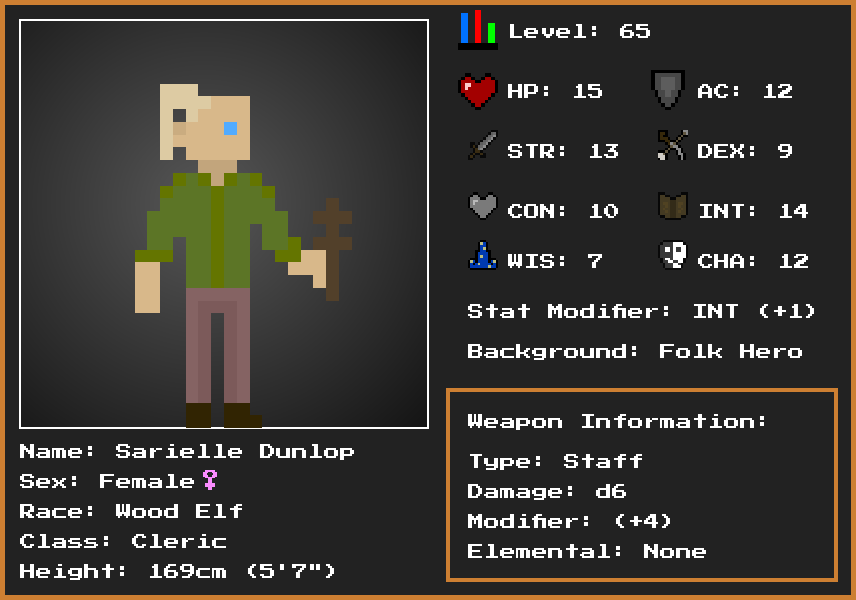 Level: 65
HP: 15
AC: 12
STR: 13
DEX: 9
CON: 10
INT: 14
WIS: 7
CHA: 12
Stat Modifier: INT (+1)
Background: Folk Hero
Weapon Information:
Type: Staff
Damage: d6
Modifier: (+4)
Elemental: None
Name: Sarielle Dunlop
Sex: Female♀
Race: Wood Elf
Class: Cleric
Height: 169cm (5'7")